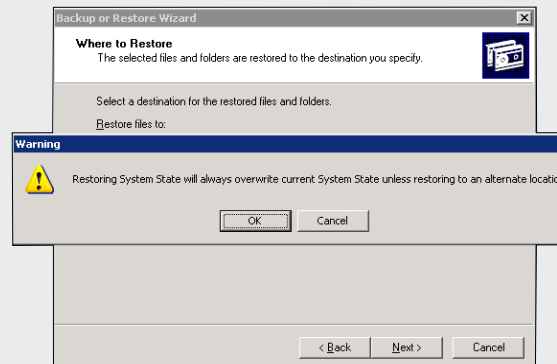 Backup or Restore Wizard
Where to Restore
The selected files and folders are restored to the destination you specify.
Select a destination for the restored files and folders.
Restore files to:
Warning
Restoring System State will always overwrite current System State unless restoring to an alternate
OK Cancel
< Back Next > Cancel